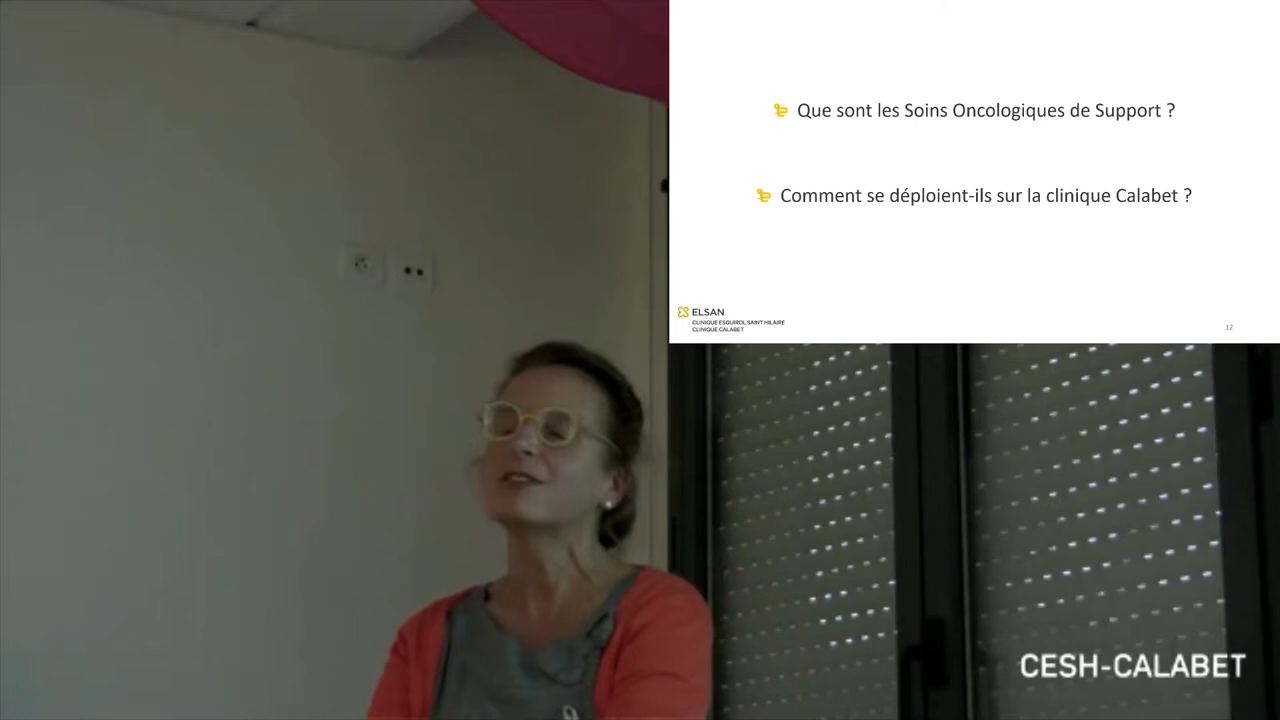 Que sont les Soins Oncologiques de Support ?
Comment se déploient-ils sur la clinique Calabet ?
ELSAN
CLINIQUE ESQUIROL SAINT HILAIRE
CLINIQUE CALABET
12
CESH-CALABET